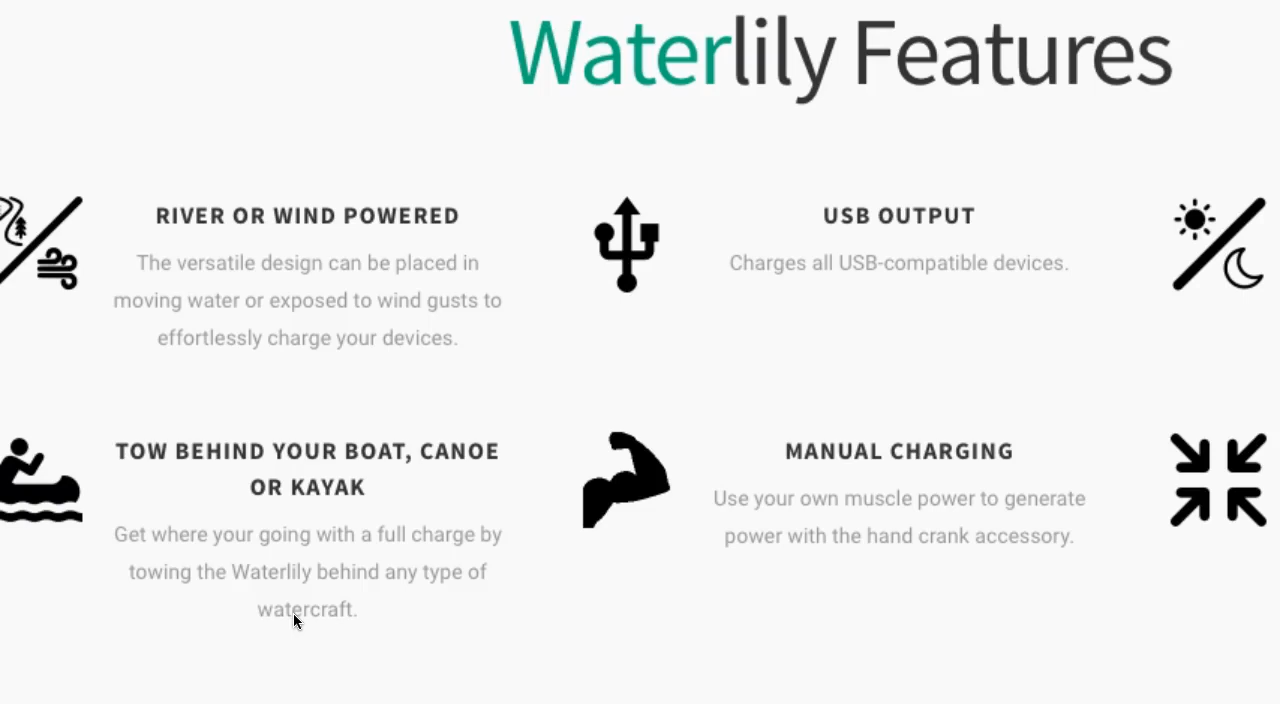 Waterlily Features
RIVER OR WIND POWERED
The versatile design can be placed in
moving water or exposed to wind gusts to
effortlessly charge your devices.
USB OUTPUT
Charges all USB-compatible devices.
TOW BEHIND YOUR BOAT, CANOE
OR KAYAK
Get where your going with a full charge by
towing the Waterlily behind any type of
watercraft.
MANUAL CHARGING
Use your own muscle power to generate
power with the hand crank accessory.